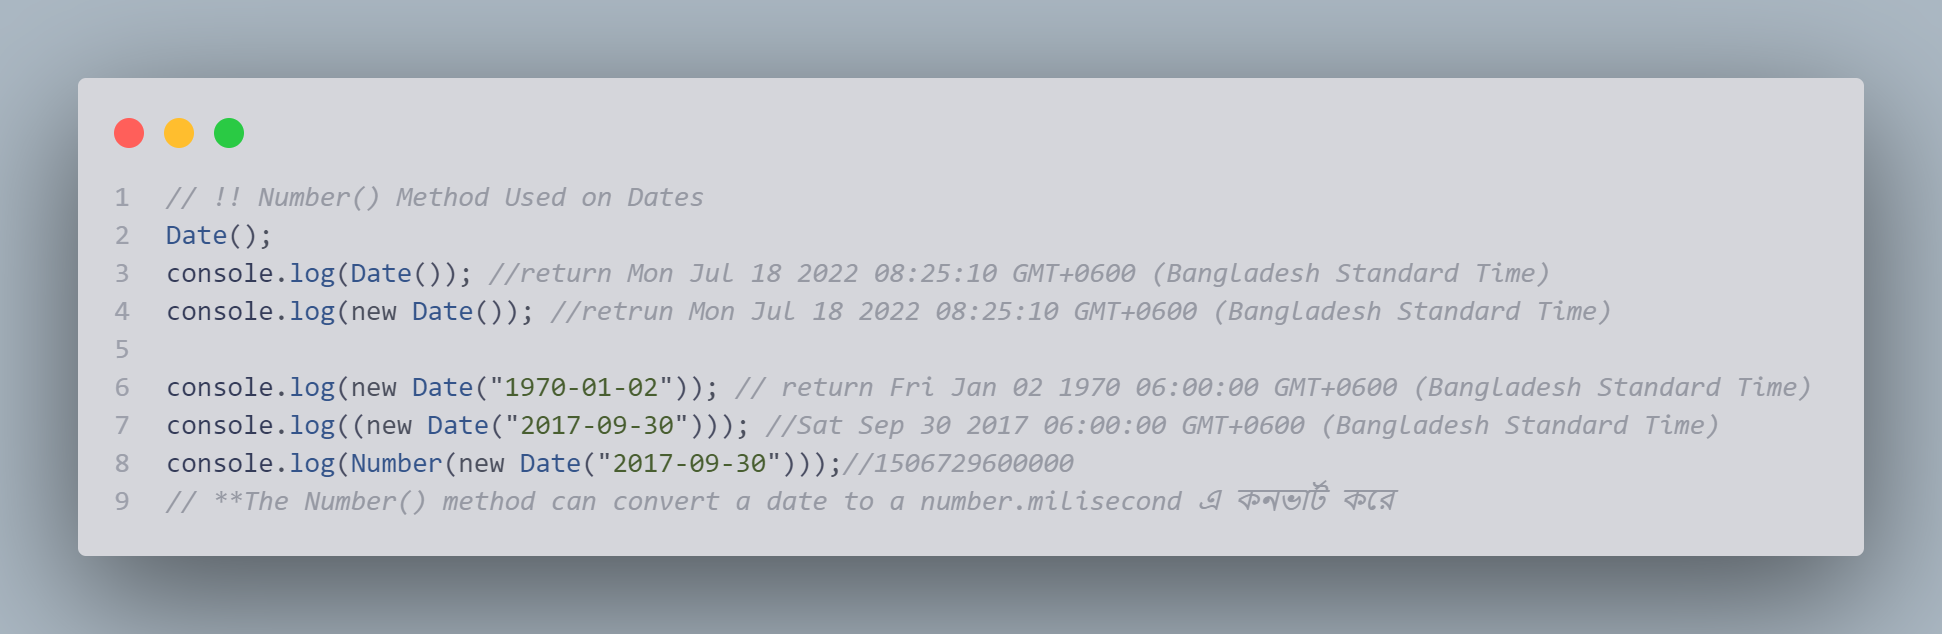 1 // !! Number() Method Used on Dates
2 Date();
3 console.log(Date()); //return Mon Jul 18 2022 08:25:10 GMT+0600 (Bangladesh Standard Time)
4 console.log(new Date()); //retrun Mon Jul 18 2022 08:25:10 GMT+0600 (Bangladesh Standard Time)
5
6 console.log(new Date("1970-01-02")); // return Fri Jan 02 1970 06:00:00 GMT+0600 (Bangladesh Standard Time)
7 console.log((new Date("2017-09-30"))); //Sat Sep 30 2017 06:00:00 GMT+0600 (Bangladesh Standard Time)
8 console.log(Number(new Date("2017-09-30")));//1506729600000
9 // **The Number() method can convert a date to a number.milisecond এ কনভার্ট করে